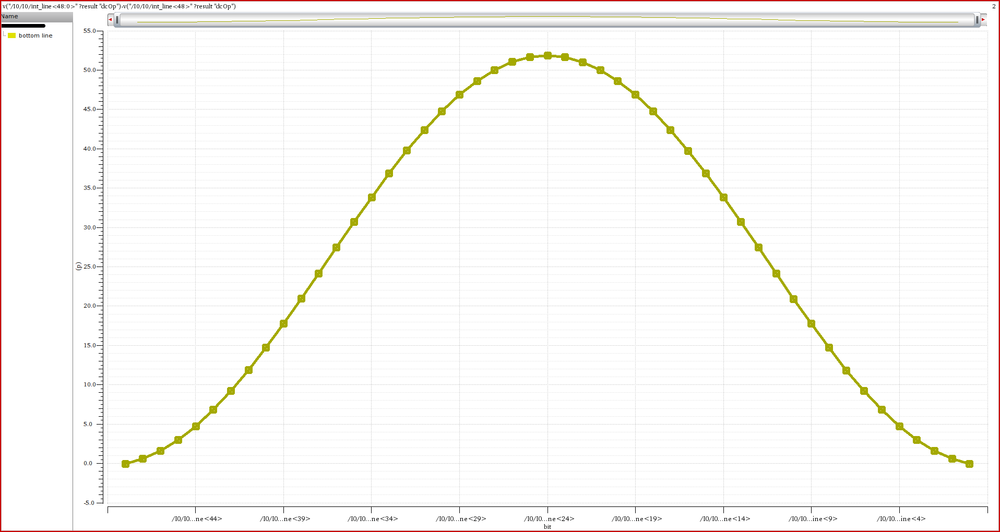 v("/I0/I0/int_line<48:0>" ?result "dcOp")-v("/I0/I0/int_line<48>" ?result "dcOp")
2
Name
bottom line
55.0
50.0
45.0
40.0
35.0
30.0
25.0
20.0
15.0
10.0
5.0
0.0
-5.0
(p)
/I0/I0...ne<44> /I0/I0...ne<39> /I0/I0...ne<34> /I0/I0...ne<29> /I0/I0...ne<24> /I0/I0...ne<19> /I0/I0...ne<14> /I0/I0...ine<9> /I0/I0...ine<4>
bit